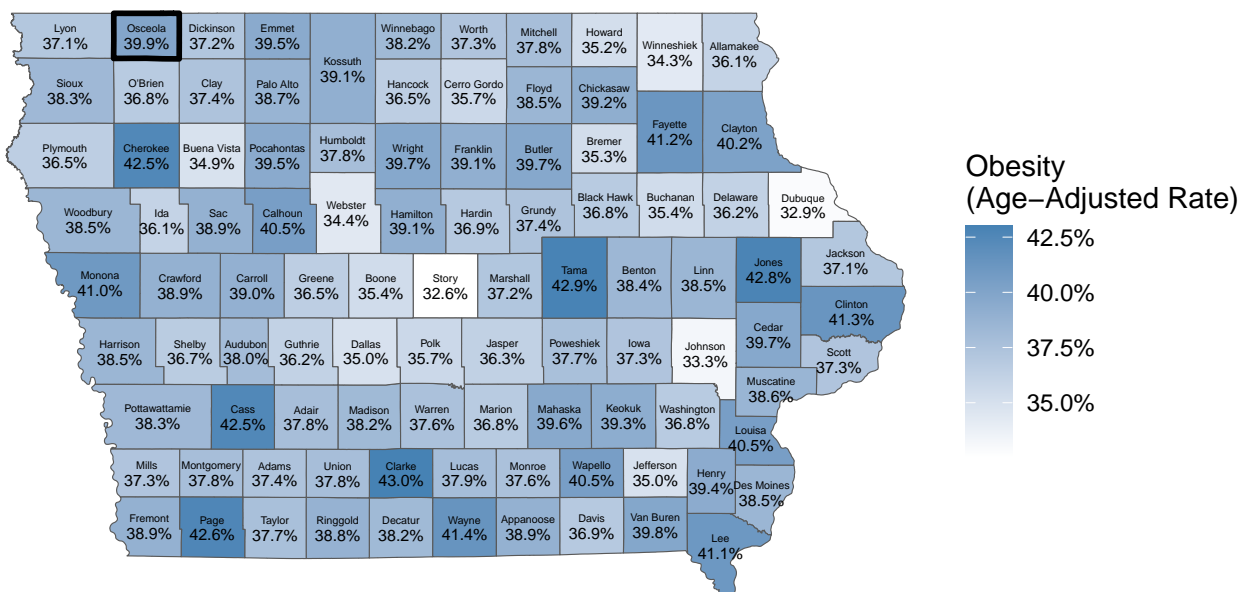 Lyon
37.1%
Osceola
39.9%
Dickinson
37.2%
Emmet
39.5%
Kossuth
39.1%
Winnebago
38.2%
Worth
37.3%
Mitchell
37.8%
Howard
35.2%
Winneshiek
34.3%
Allamakee
36.1%
Sioux
38.3%
O'Brien
36.8%
Clay
37.4%
Palo Alto
38.7%
Hancock
36.5%
Cerro Gordo
35.7%
Floyd
38.5%
Chickasaw
39.2%
Plymouth
36.5%
Cherokee
42.5%
Buena Vista
34.9%
Pocahontas
39.5%
Humboldt
37.8%
Wright
39.7%
Franklin
39.1%
Butler
39.7%
Bremer
35.3%
Fayette
41.2%
Clayton
40.2%
Woodbury
38.5%
Ida
36.1%
Sac
38.9%
Calhoun
40.5%
Webster
34.4%
Hamilton
39.1%
Hardin
36.9%
Grundy
37.4%
Black Hawk
36.8%
Buchanan
35.4%
Delaware
36.2%
Dubuque
32.9%
Monona
41.0%
Crawford
38.9%
Carroll
39.0%
Greene
36.5%
Boone
35.4%
Story
32.6%
Marshall
37.2%
Tama
42.9%
Benton
38.4%
Linn
38.5%
Jones
42.8%
Jackson
37.1%
Clinton
41.3%
Harrison
38.5%
Shelby
36.7%
Audubon
38.0%
Guthrie
36.2%
Dallas
35.0%
Polk
35.7%
Jasper
36.3%
Poweshiek
37.7%
Iowa
37.3%
Johnson
33.3%
Cedar
39.7%
Scott
37.3%
Muscatine
38.6%
Pottawattamie
38.3%
Cass
42.5%
Adair
37.8%
Madison
38.2%
Warren
37.6%
Marion
36.8%
Mahaska
39.6%
Keokuk
39.3%
Washington
36.8%
Louisa
40.5%
Mills
37.3%
Montgomery
37.8%
Adams
37.4%
Union
37.8%
Clarke
43.0%
Lucas
37.9%
Monroe
37.6%
Wapello
40.5%
Jefferson
35.0%
Henry
39.4%
Des Moines
38.5%
Fremont
38.9%
Page
42.6%
Taylor
37.7%
Ringgold
38.8%
Decatur
38.2%
Wayne
41.4%
Appanoose
38.9%
Davis
36.9%
Van Buren
39.8%
Lee
41.1%
Obesity
(Age−Adjusted Rate)
42.5%
40.0%
37.5%
35.0%